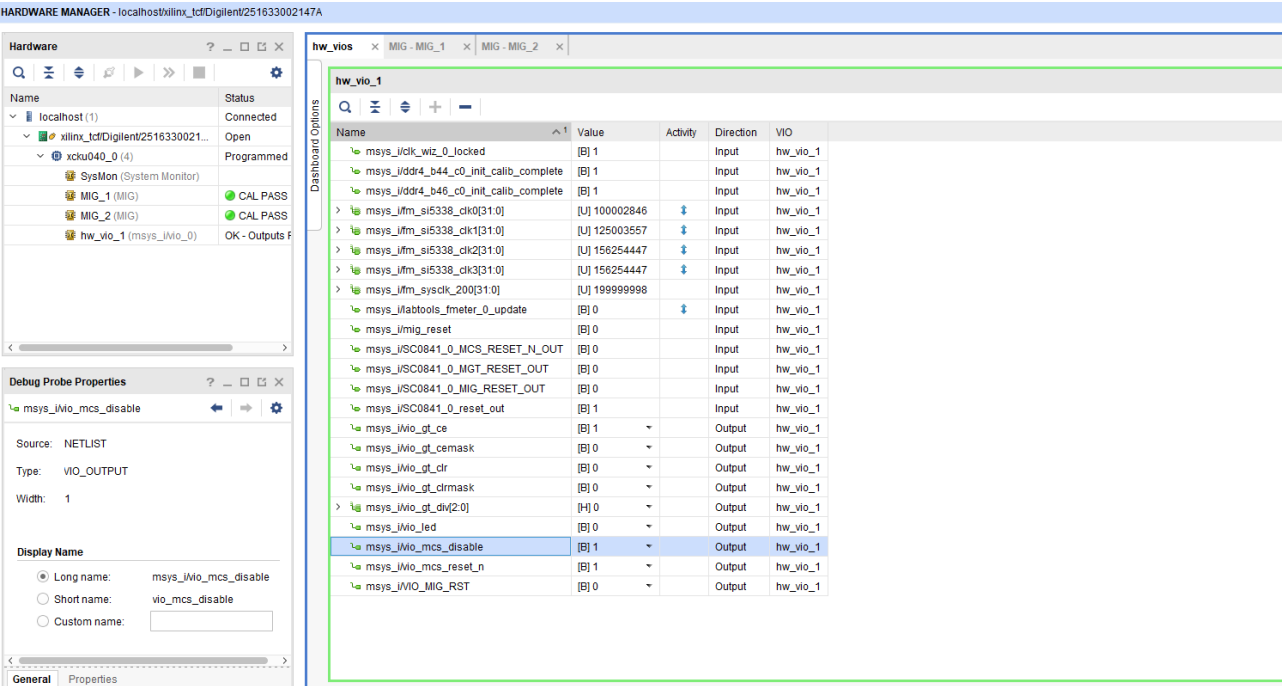 HARDWARE MANAGER - localhost/xilinx_tcf/Digilent/251633002147A
Hardware
Name Status
localhost (1) Connected
xilinx_tcf/Digilent/2516330021... Open
xcku040_0 (4) Programmed
SysMon (System Monitor)
MIG_1 (MIG) CAL PASS
MIG_2 (MIG) CAL PASS
hw_vio_1 (msys_i/vio_0) OK - Outputs F
Debug Probe Properties
msys_i/vio_mcs_disable
Source: NETLIST
Type: VIO_OUTPUT
Width: 1
Display Name
Long name: msys_i/vio_mcs_disable
Short name: vio_mcs_disable
Custom name:
General Properties
hw_vios MIG - MIG_1 MIG - MIG_2
Dashboard Options
hw_vio_1
Name 1 Value Activity Direction VIO
msys_i/clk_wiz_0_locked [B] 1 Input hw_vio_1
msys_i/ddr4_b44_c0_init_calib_complete [B] 1 Input hw_vio_1
msys_i/ddr4_b46_c0_init_calib_complete [B] 1 Input hw_vio_1
msys_i/fm_si5338_clk0[31:0] [U] 100002846 Input hw_vio_1
msys_i/fm_si5338_clk1[31:0] [U] 125003557 Input hw_vio_1
msys_i/fm_si5338_clk2[31:0] [U] 156254447 Input hw_vio_1
msys_i/fm_si5338_clk3[31:0] [U] 156254447 Input hw_vio_1
msys_i/fm_sysclk_200[31:0] [U] 199999998 Input hw_vio_1
msys_i/labtools_fmeter_0_update [B] 0 Input hw_vio_1
msys_i/mig_reset [B] 0 Input hw_vio_1
msys_i/SC0841_0_MCS_RESET_N_OUT [B] 0 Input hw_vio_1
msys_i/SC0841_0_MGT_RESET_OUT [B] 0 Input hw_vio_1
msys_i/SC0841_0_MIG_RESET_OUT [B] 0 Input hw_vio_1
msys_i/SC0841_0_reset_out [B] 1 Input hw_vio_1
msys_i/vio_gt_ce [B] 1 Output hw_vio_1
msys_i/vio_gt_cemask [B] 0 Output hw_vio_1
msys_i/vio_gt_clr [B] 0 Output hw_vio_1
msys_i/vio_gt_clrmask [B] 0 Output hw_vio_1
msys_i/vio_gt_div[2:0] [H] 0 Output hw_vio_1
msys_i/vio_led [B] 0 Output hw_vio_1
msys_i/vio_mcs_disable [B] 1 Output hw_vio_1
msys_i/vio_mcs_reset_n [B] 1 Output hw_vio_1
msys_i/VIO_MIG_RST [B] 0 Output hw_vio_1